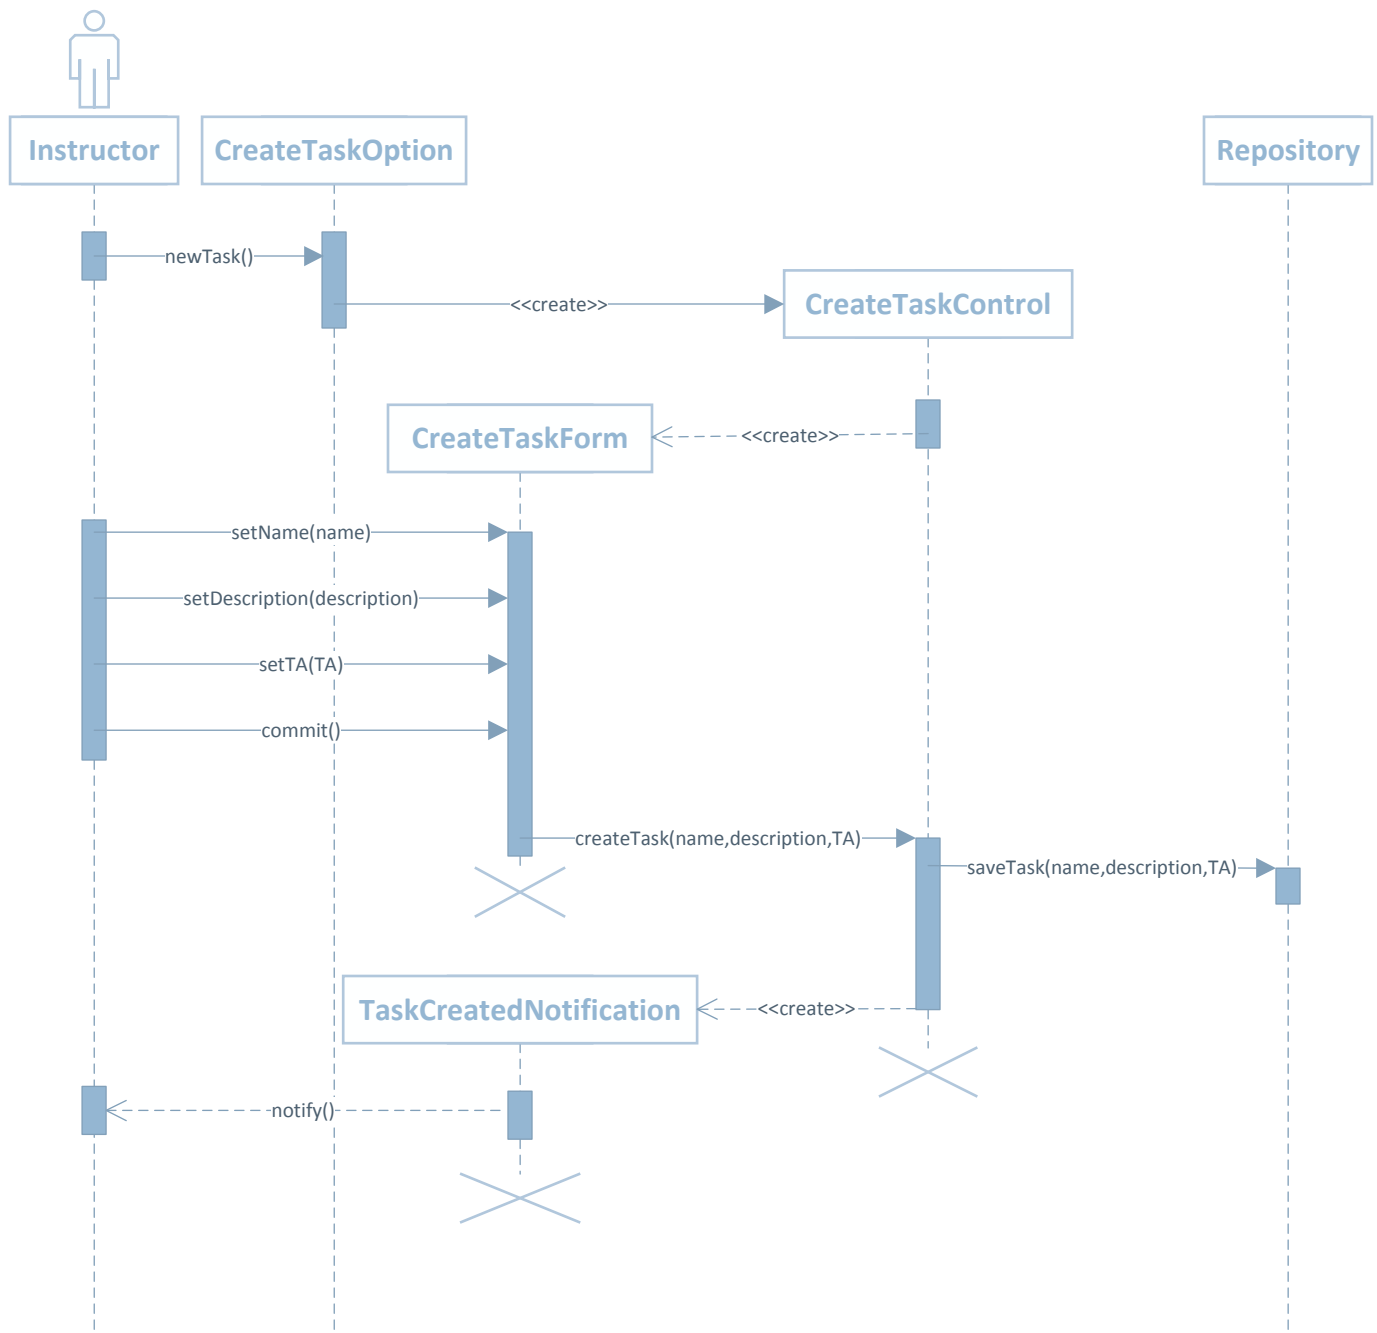 Instructor
CreateTaskOption
Repository
newTask()
<<create>>
CreateTaskControl
CreateTaskForm
<<create>>
setName(name)
setDescription(description)
setTA(TA)
commit()
createTask(name,description,TA)
saveTask(name,description,TA)
TaskCreatedNotification
<<create>>
notify()